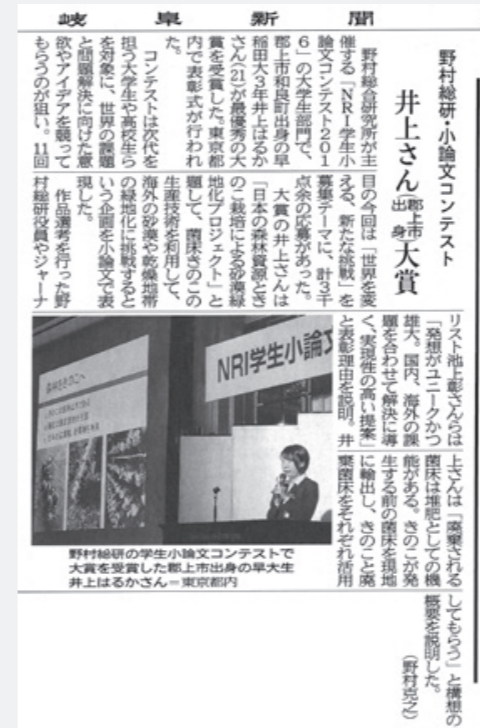 岐阜新聞
野村総研・小論文コンテスト
井上さん(郡上市出身)大賞
野村総合研究所が主
催する「NRI学生小
論文コンテスト201
6」の大学生部門で、
郡上市和良町出身の早
稲田大3年井上はるか
さん(21)が最優秀の大
賞を受賞した。東京都
内で表彰式が行われ
た。
コンテストは次代を
担う大学生や高校生ら
を対象に、世界の課題
と問題解決に向けた意
欲やアイデアを競って
もらうのが狙い。11回
目の今回は「世界を変
える、新たな挑戦」を
募集テーマに、計3千
点余の応募があった。
大賞の井上さんは
「日本の森林資源とき
のこ栽培による砂漠緑
地化プロジェクト」と
題して、菌床きのこの
生産技術を利用して、
海外の砂漠や乾燥地帯
の緑地化に挑戦すると
いう企画を小論文で表
現した。
作品選考を行った野
村総研役員やジャーナ
リスト池上彰さんらは
「発想がユニークかつ
雄大。国内、海外の課
題を合わせて解決に導
く、実現性の高い提案」
と表彰理由を説明。井
上さんは「廃棄される
菌床は堆肥としての機
能がある。きのこが発
生する前の菌床を現地
に輸出し、きのこと廃
棄菌床をそれぞれ活用
してもらう」と構想の
概要を説明した。
(野村克之)
NRI学生小論文
野村総研の学生小論文コンテストで
大賞を受賞した郡上市出身の早大生
井上はるかさん=東京都内